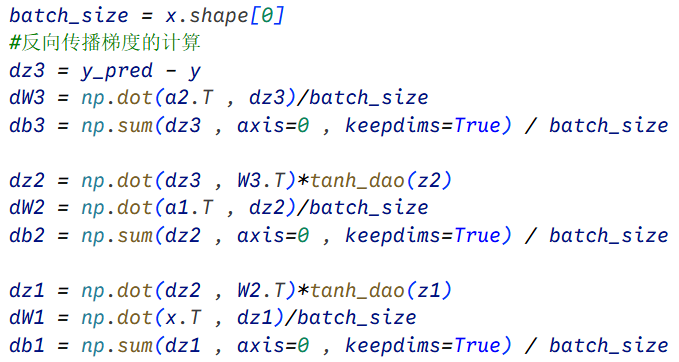 batch_size = x.shape[0]
#反向传播梯度的计算
dz3 = y_pred - y
dW3 = np.dot(a2.T , dz3)/batch_size
db3 = np.sum(dz3 , axis=0 , keepdims=True) / batch_size
dz2 = np.dot(dz3 , W3.T)*tanh_dao(z2)
dW2 = np.dot(a1.T , dz2)/batch_size
db2 = np.sum(dz2 , axis=0 , keepdims=True) / batch_size
dz1 = np.dot(dz2 , W2.T)*tanh_dao(z1)
dW1 = np.dot(x.T , dz1)/batch_size
db1 = np.sum(dz1 , axis=0 , keepdims=True) / batch_size